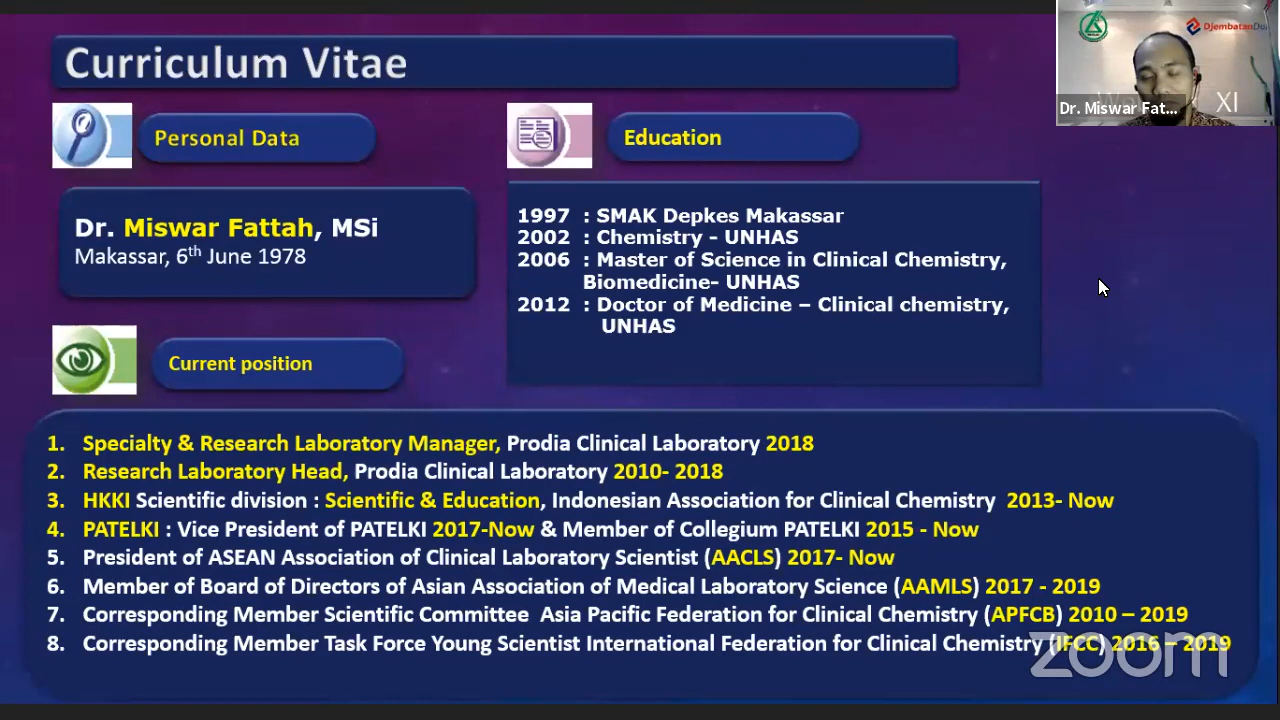 Curriculum Vitae
Personal Data
Dr. Miswar Fattah, MSi
Makassar, 6th June 1978
Education
1997 : SMAK Depkes Makassar
2002 : Chemistry - UNHAS
2006 : Master of Science in Clinical Chemistry,
Biomedicine- UNHAS
2012 : Doctor of Medicine – Clinical chemistry,
UNHAS
Current position
1. Specialty & Research Laboratory Manager, Prodia Clinical Laboratory 2018
2. Research Laboratory Head, Prodia Clinical Laboratory 2010- 2018
3. HKKI Scientific division : Scientific & Education, Indonesian Association for Clinical Chemistry 2013- Now
4. PATELKI : Vice President of PATELKI 2017-Now & Member of Collegium PATELKI 2015 - Now
5. President of ASEAN Association of Clinical Laboratory Scientist (AACLS) 2017- Now
6. Member of Board of Directors of Asian Association of Medical Laboratory Science (AAMLS) 2017 - 2019
7. Corresponding Member Scientific Committee Asia Pacific Federation for Clinical Chemistry (APFCB) 2010 – 2019
8. Corresponding Member Task Force Young Scientist International Federation for Clinical Chemistry (IFCC) 2016 – 2019
DjembatanDo
XI
Dr. Miswar Fat...
zoom